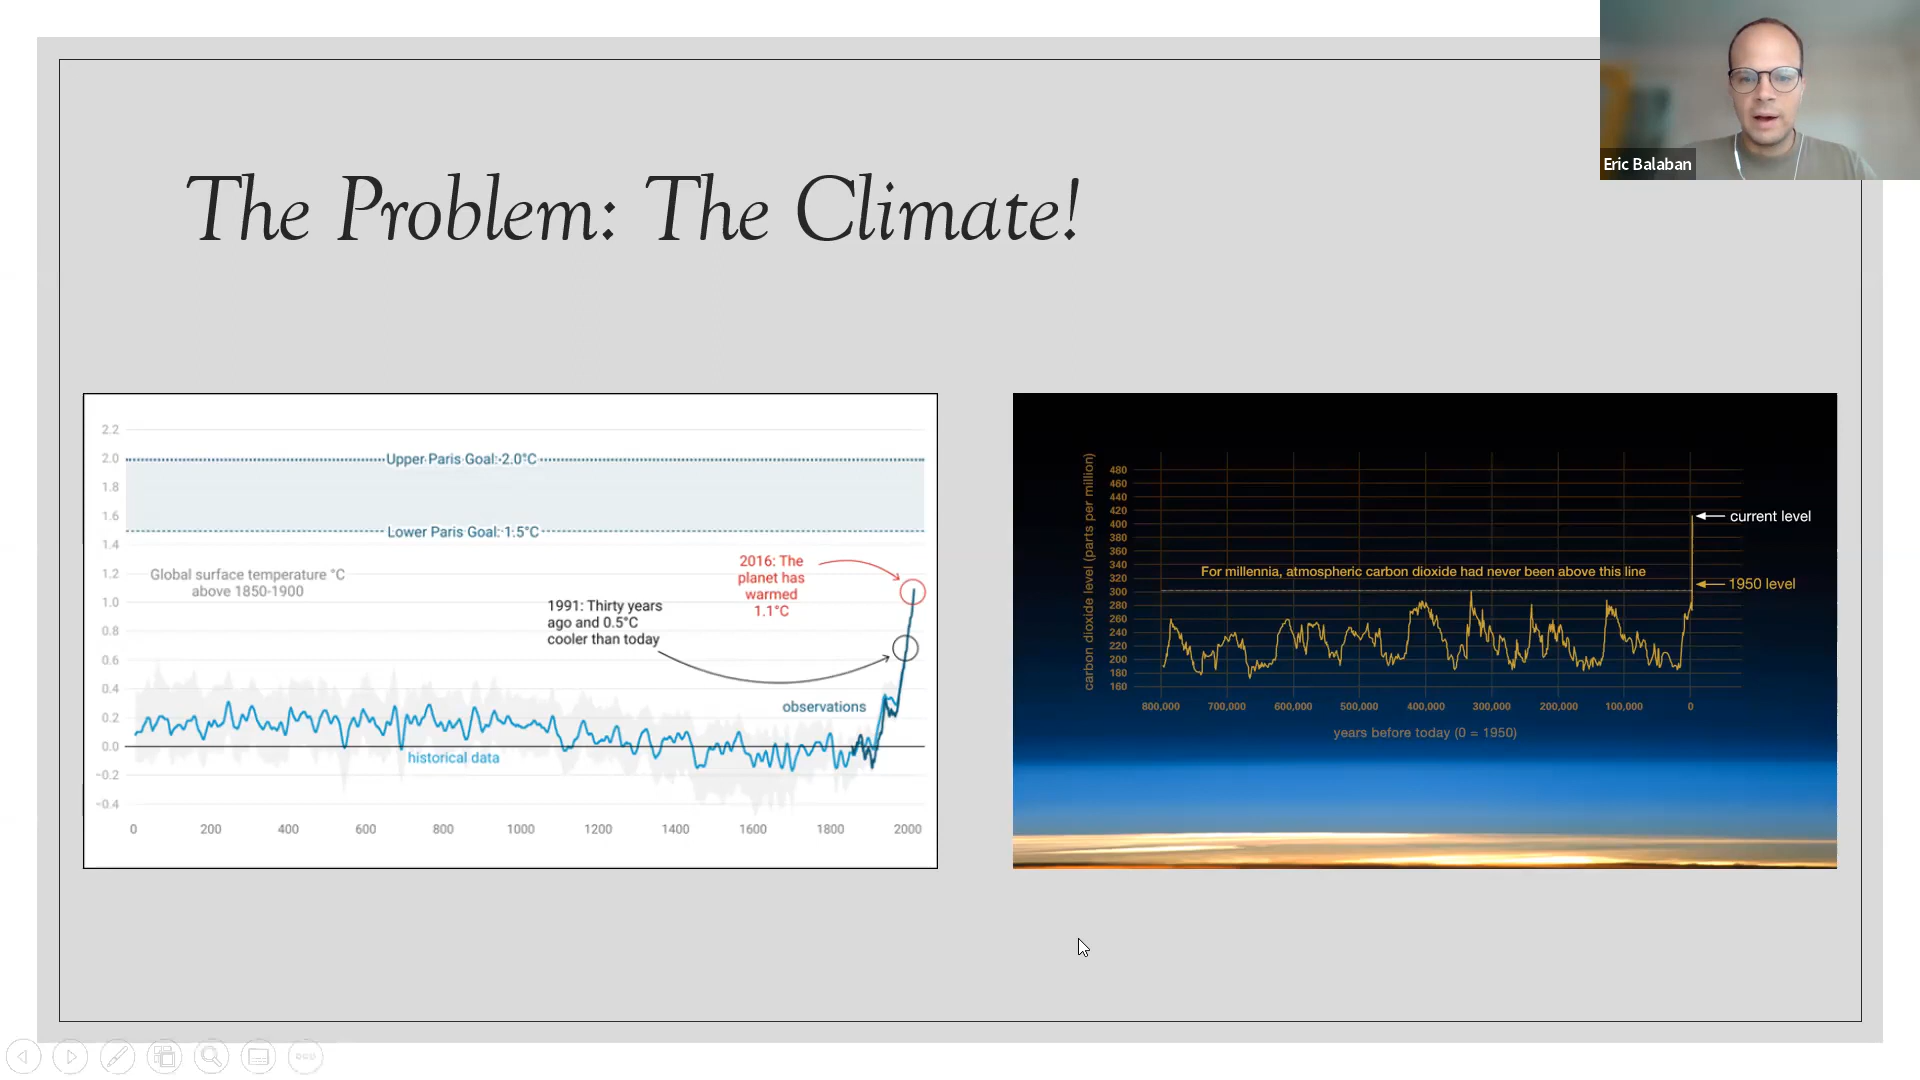 Eric Balaban
The Problem: The Climate!
2.2
2.0
1.8
1.6
1.4
1.2
1.0
0.8
0.6
0.4
0.2
0.0
−0.2
−0.4
Upper Paris Goal: 2.0°C
Lower Paris Goal: 1.5°C
Global surface temperature °C
above 1850-1900
2016: The
planet has
warmed
1.1°C
1991: Thirty years
ago and 0.5°C
cooler than today
observations
historical data
0 200 400 600 800 1000 1200 1400 1600 1800 2000
carbon dioxide level (parts per million)
480
460
440
420
400
380
360
340
320
300
280
260
240
220
200
180
160
current level
For millennia, atmospheric carbon dioxide had never been above this line
1950 level
800,000 700,000 600,000 500,000 400,000 300,000 200,000 100,000 0
years before today (0 = 1950)